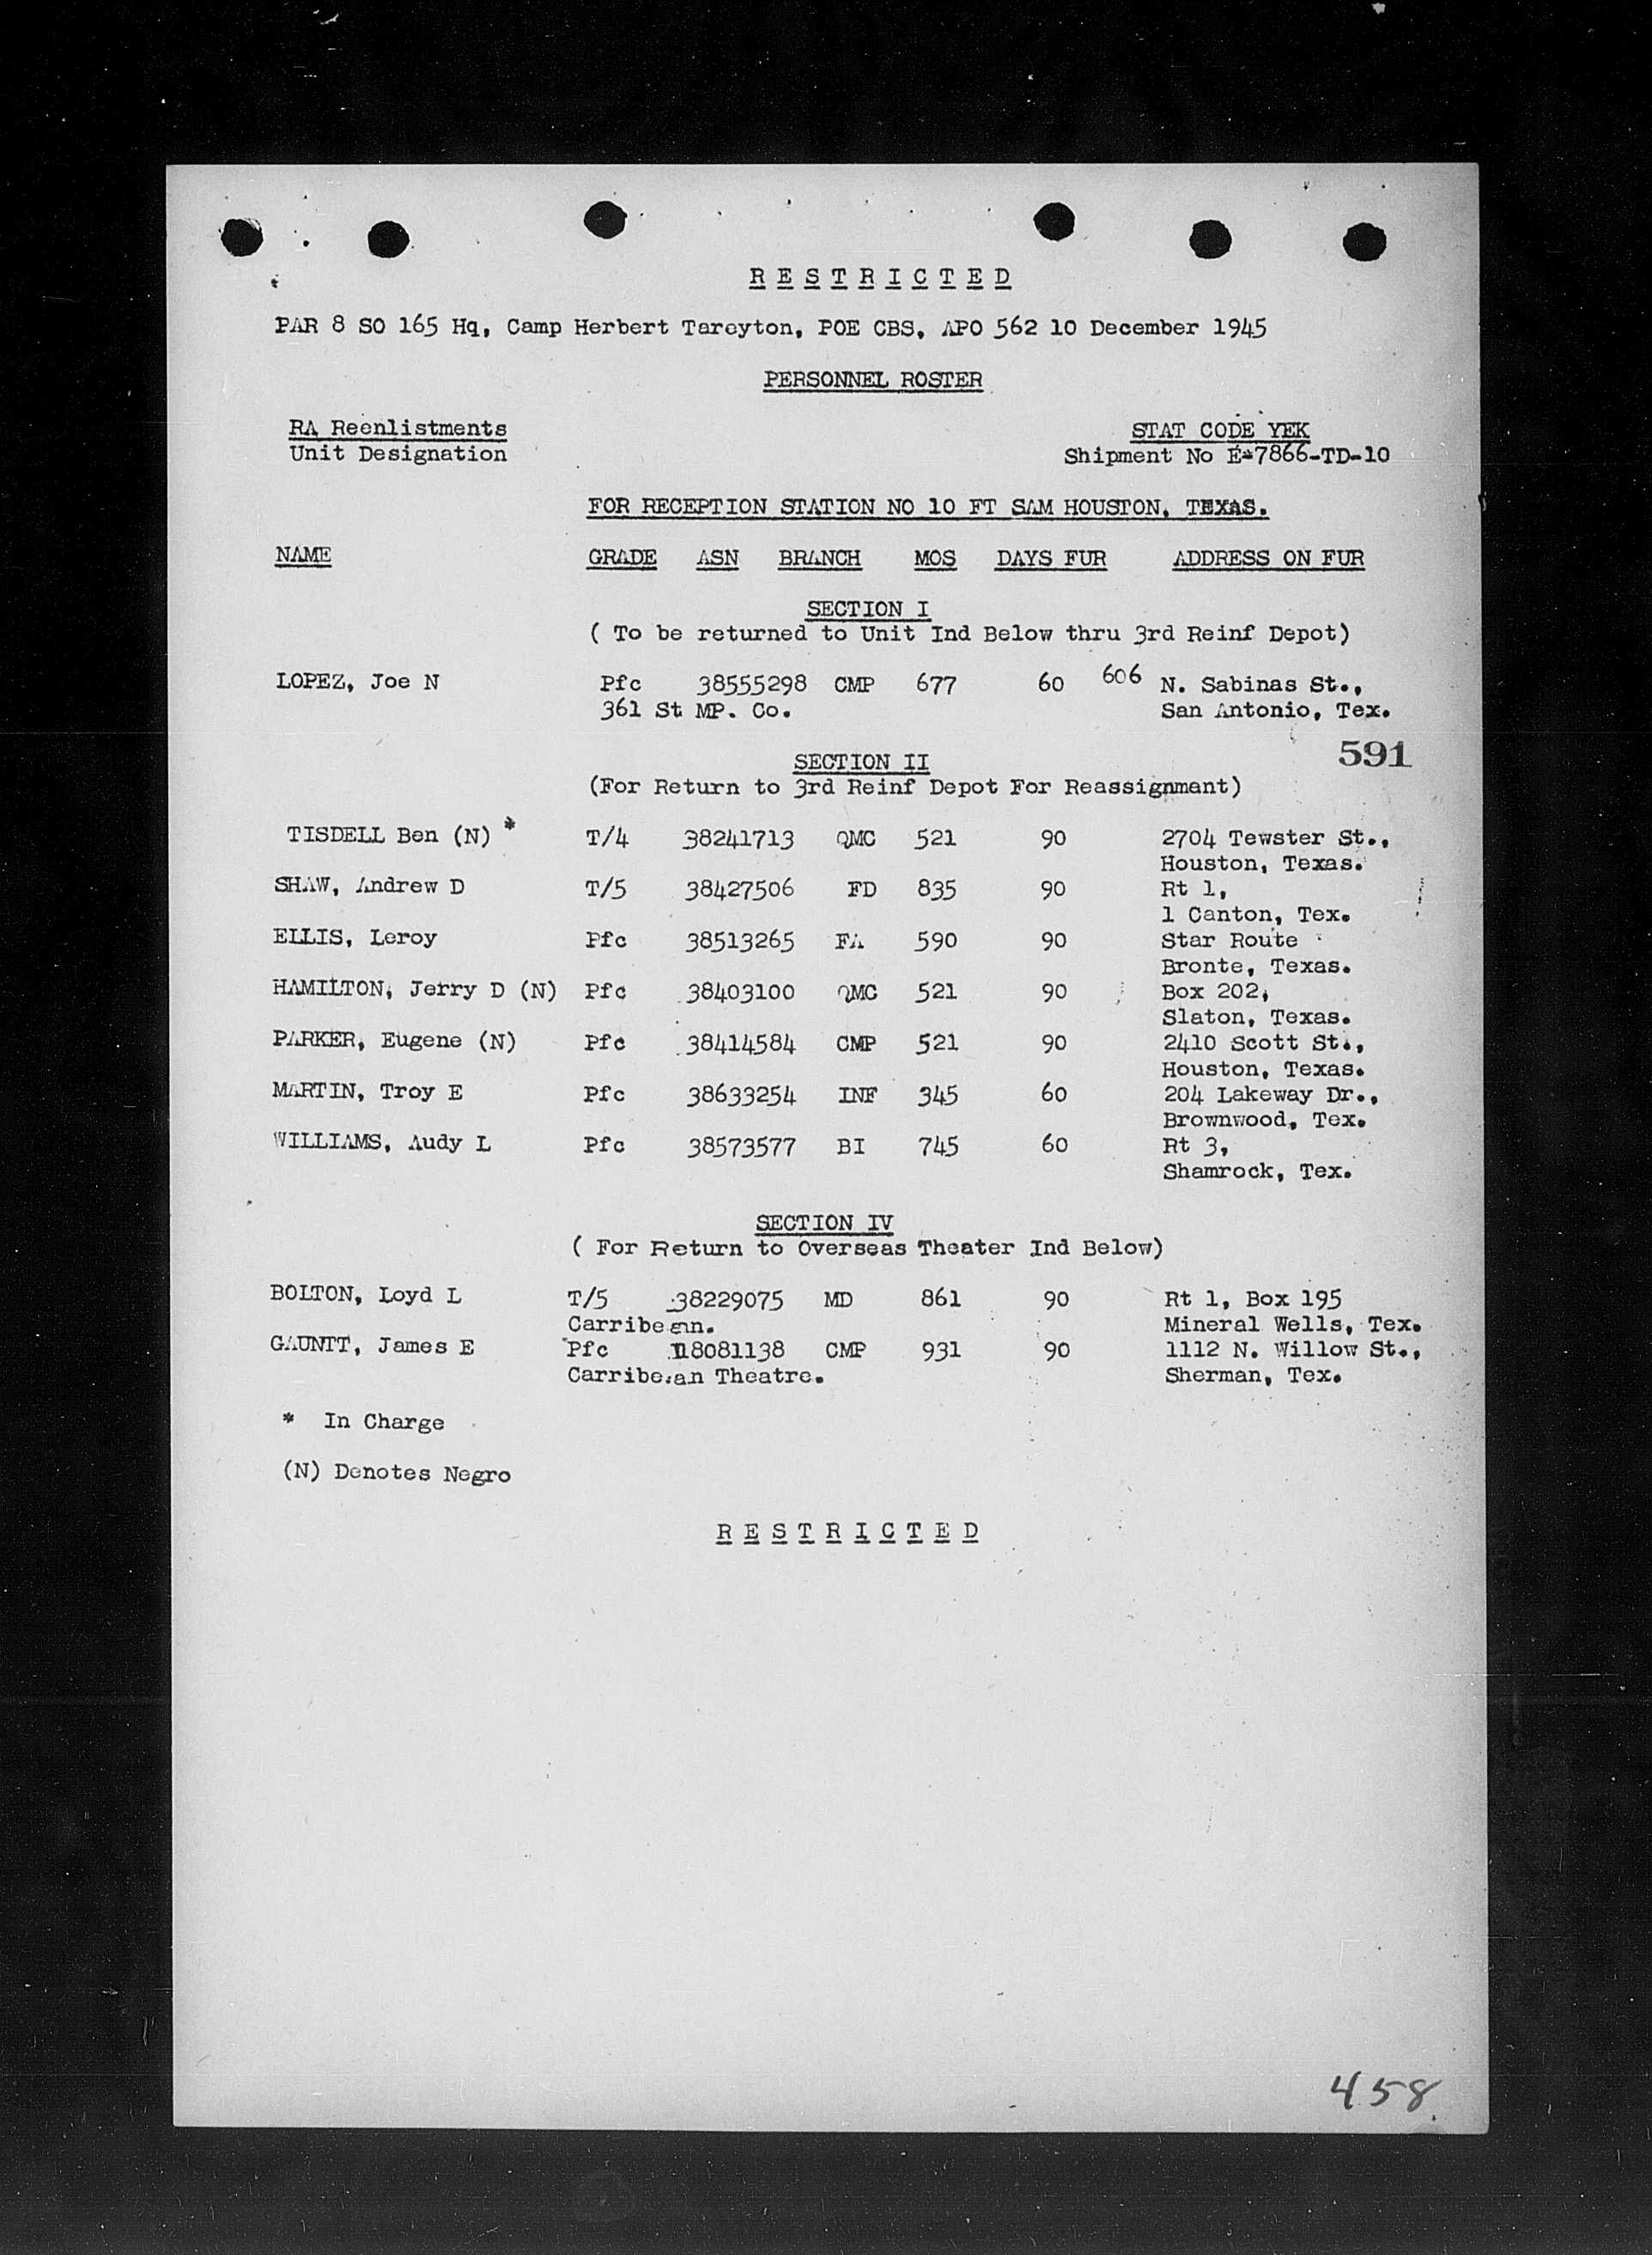 RESTRICTED
PAR 8 SO 165 Hq, Camp Herbert Tareyton, POE CBS, APO 562 10 December 1945
PERSONNEL ROSTER
RA Reenlistments STAT CODE YEK
Unit Designation Shipment No E-7866-TD-10
FOR RECEPTION STATION NO 10 FT SAM HOUSTON, TEXAS.
NAME GRADE ASN BRANCH MOS DAYS FUR ADDRESS ON FUR
SECTION I
( To be returned to Unit Ind Below thru 3rd Reinf Depot)
LOPEZ, Joe N Pfc 38555298 CMP 677 60 606 N. Sabinas St.,
361 St MP. Co. San Antonio, Tex.
591
SECTION II
(For Return to 3rd Reinf Depot For Reassignment)
TISDELL Ben (N) * T/4 38241713 QMC 521 90 2704 Tewster St.,
Houston, Texas.
SHAW, Andrew D T/5 38427506 FD 835 90 Rt 1,
1 Canton, Tex.
ELLIS, Leroy Pfc 38513265 FA 590 90 Star Route
Bronte, Texas.
HAMILTON, Jerry D (N) Pfc 38403100 QMC 521 90 Box 202,
Slaton, Texas.
PARKER, Eugene (N) Pfc 38414584 CMP 521 90 2410 Scott St.,
Houston, Texas.
MARTIN, Troy E Pfc 38633254 INF 345 60 204 Lakeway Dr.,
Brownwood, Tex.
WILLIAMS, Audy L Pfc 38573577 BI 745 60 Rt 3,
Shamrock, Tex.
SECTION IV
( For Return to Overseas Theater Ind Below)
BOLTON, Loyd L T/5 38229075 MD 861 90 Rt 1, Box 195
Carribean. Mineral Wells, Tex.
GAUNTT, James E Pfc 18081138 CMP 931 90 1112 N. Willow St.,
Carribean Theatre. Sherman, Tex.
* In Charge
(N) Denotes Negro
RESTRICTED
458